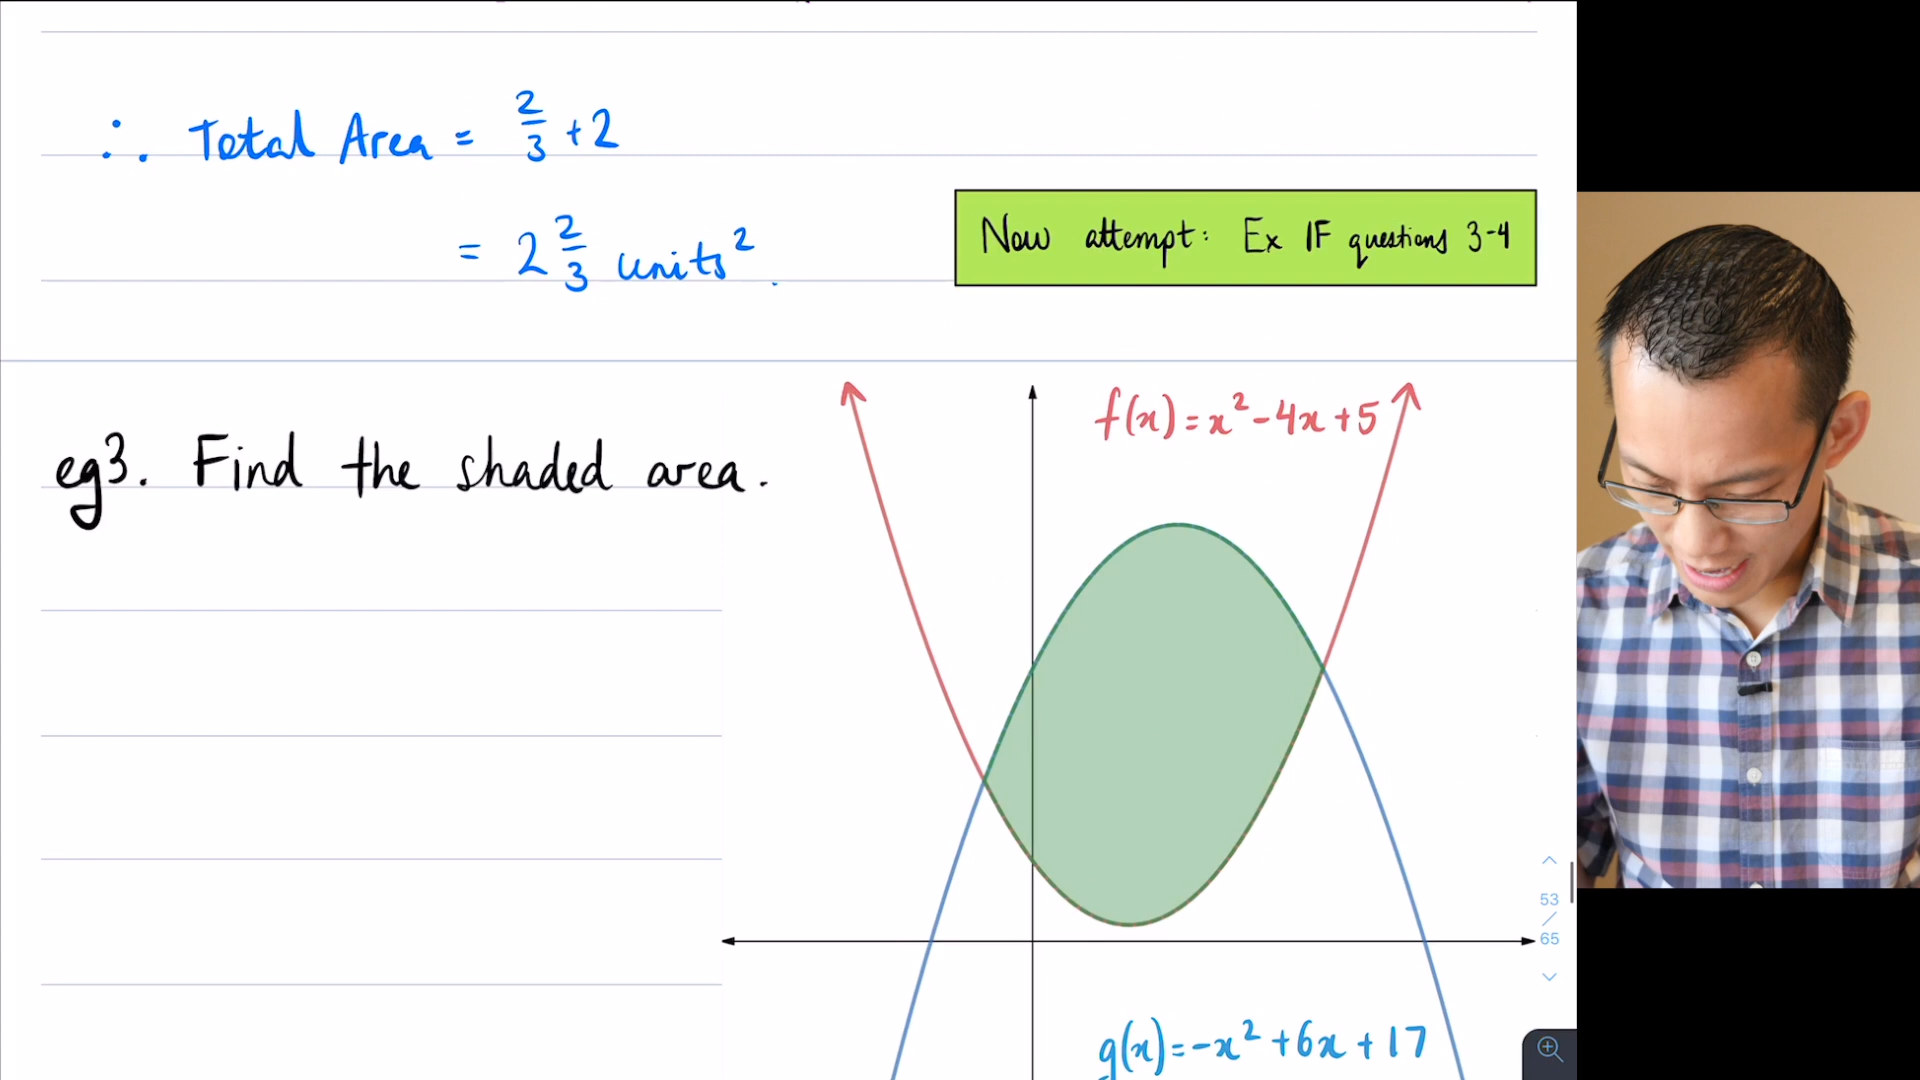 ∴ Total Area = 2/3 + 2
= 2 2/3 units².
Now attempt: Ex 1F questions 3-4
eg3. Find the shaded area.
f(x) = x² - 4x + 5
g(x) = -x² + 6x + 17
53
/
65